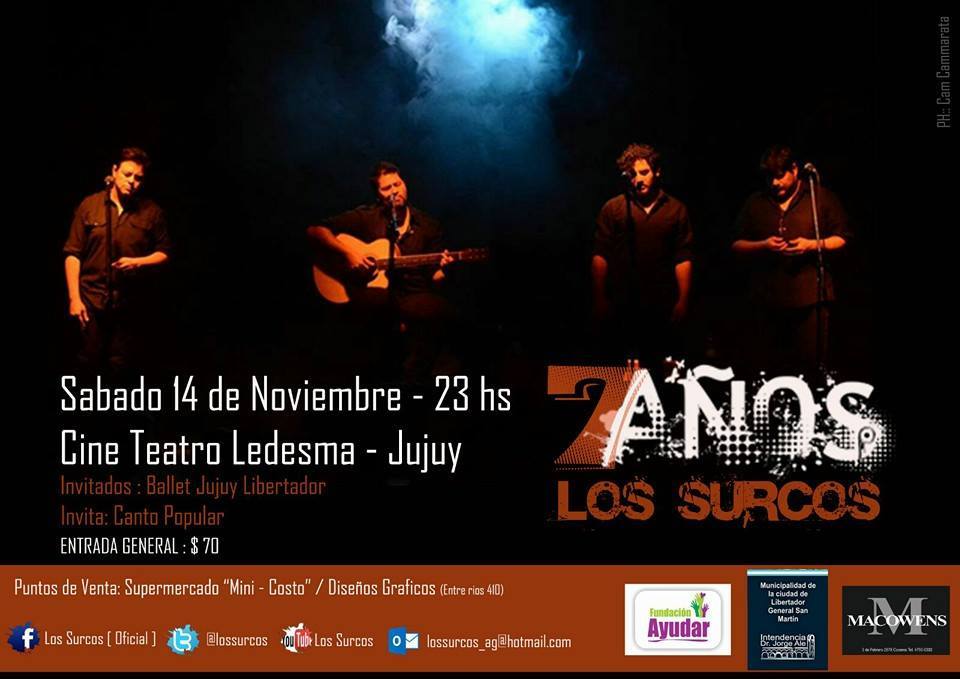 PH:: Cam Cammarata
Sabado 14 de Noviembre - 23 hs
Cine Teatro Ledesma - Jujuy
Invitados : Ballet Jujuy Libertador
Invita: Canto Popular
ENTRADA GENERAL : $ 70
7 AÑOS
LOS SURCOS
Puntos de Venta: Supermercado “Mini - Costo” / Diseños Graficos (Entre rios 410)
f Los Surcos [ Oficial ]
@lossurcos
YouTube Los Surcos
lossurcos_ag@hotmail.com
Fundación
Ayudar
Municipalidad de
la ciudad de
Libertador
General San
Martin
Intendencia
Dr. Jorge Ale
M
MACOWENS